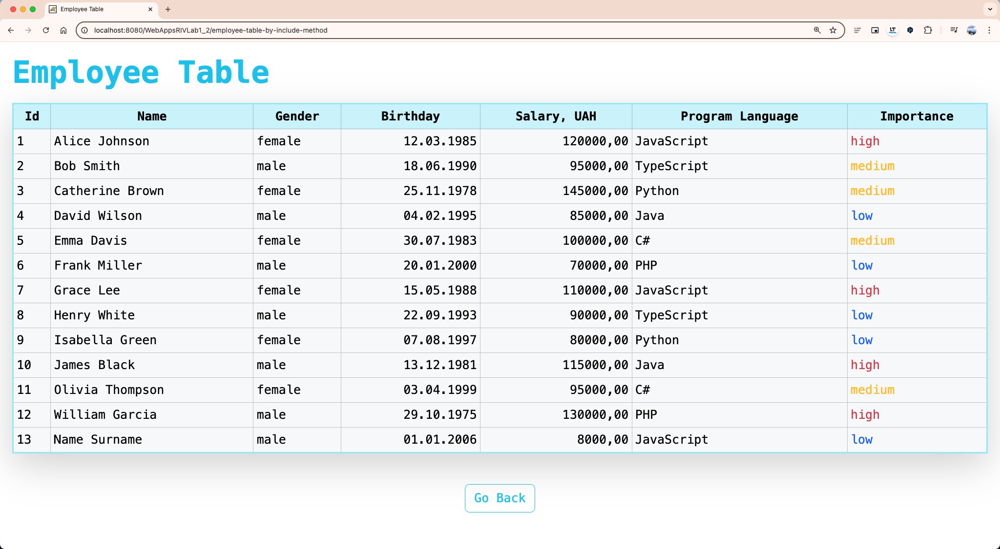 Employee Table
localhost:8080/WebAppsRIVLab1_2/employee-table-by-include-method
LT
Employee Table
Id Name Gender Birthday Salary, UAH Program Language Importance
1 Alice Johnson female 12.03.1985 120000,00 JavaScript high
2 Bob Smith male 18.06.1990 95000,00 TypeScript medium
3 Catherine Brown female 25.11.1978 145000,00 Python medium
4 David Wilson male 04.02.1995 85000,00 Java low
5 Emma Davis female 30.07.1983 100000,00 C# medium
6 Frank Miller male 20.01.2000 70000,00 PHP low
7 Grace Lee female 15.05.1988 110000,00 JavaScript high
8 Henry White male 22.09.1993 90000,00 TypeScript low
9 Isabella Green female 07.08.1997 80000,00 Python low
10 James Black male 13.12.1981 115000,00 Java high
11 Olivia Thompson female 03.04.1999 95000,00 C# medium
12 William Garcia male 29.10.1975 130000,00 PHP high
13 Name Surname male 01.01.2006 8000,00 JavaScript low
Go Back